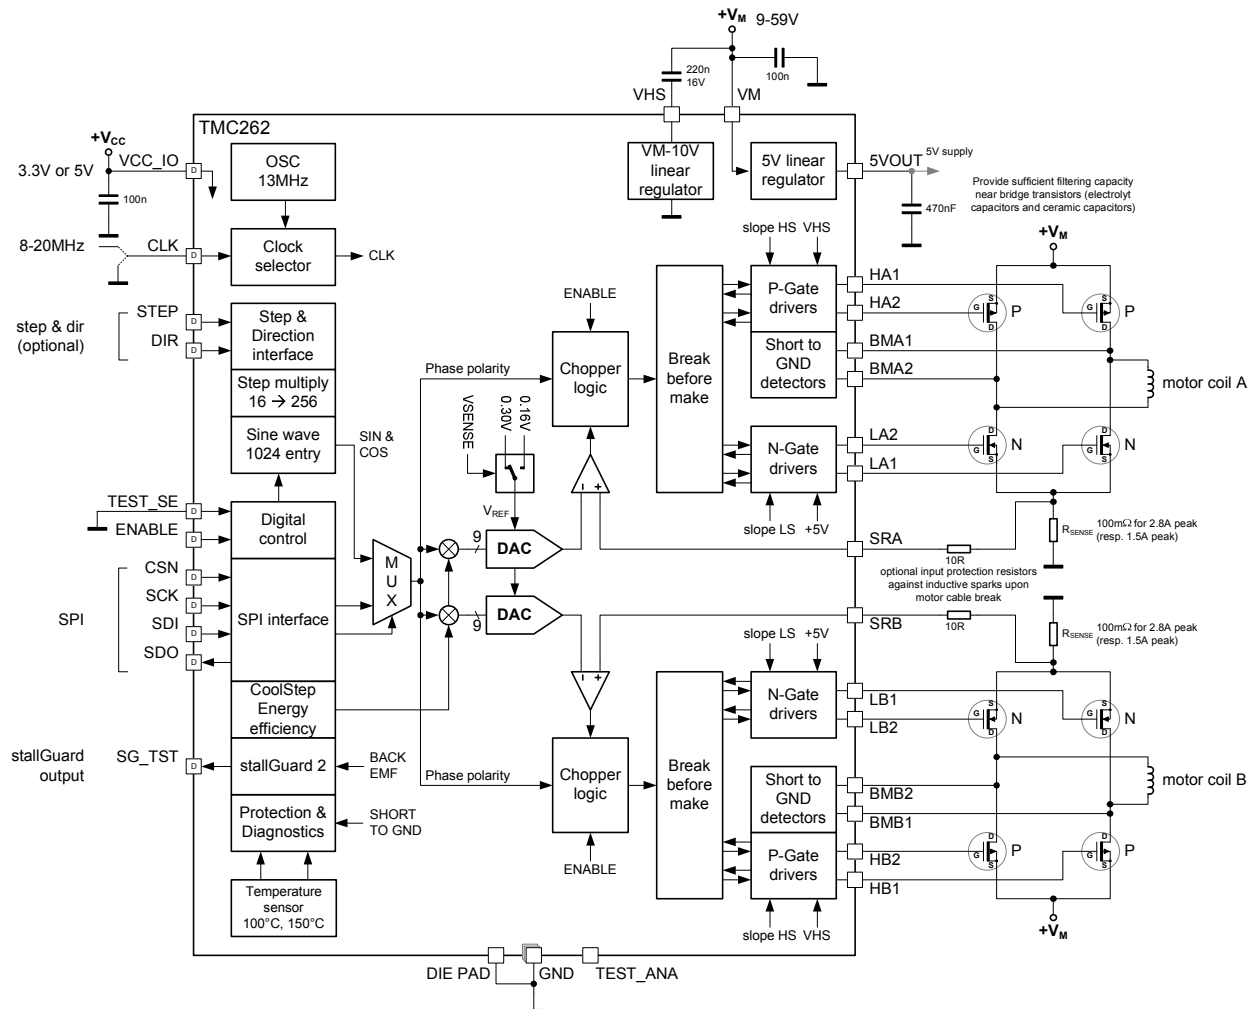 +VM 9-59V
220n
16V
100n
VHS
VM
TMC262
+VCC
3.3V or 5V
VCC_IO
D
100n
OSC
13MHz
VM-10V
linear
regulator
5V linear
regulator
5VOUT
5V supply
470nF
Provide sufficient filtering capacity
near bridge transistors (electrolyt
capacitors and ceramic capacitors)
+VM
8-20MHz
CLK
D
Clock
selector
CLK
slope HS
VHS
STEP
D
step & dir
(optional)
DIR
D
Step &
Direction
interface
ENABLE
P-Gate
drivers
HA1
HA2
G
S
D
P
G
S
D
P
Step multiply
16 → 256
Phase polarity
Chopper
logic
Break
before
make
Short to
GND
detectors
BMA1
BMA2
motor coil A
Sine wave
1024 entry
SIN &
COS
VSENSE
0.30V
0.16V
N-Gate
drivers
LA2
LA1
G
D
S
N
G
D
S
N
TEST_SE
D
ENABLE
D
Digital
control
VREF
slope LS
+5V
- +
SRA
10R
RSENSE
100mΩ for 2.8A peak
(resp. 1.5A peak)
MUX
9
DAC
optional input protection resistors
against inductive sparks upon
motor cable break
SPI
CSN
D
SCK
D
SDI
D
SDO
D
SPI interface
9
DAC
SRB
10R
RSENSE
100mΩ for 2.8A peak
(resp. 1.5A peak)
- +
slope LS
+5V
CoolStep
Energy
efficiency
N-Gate
drivers
LB1
LB2
G
S
D
N
G
S
D
N
stallGuard
output
SG_TST
D
stallGuard 2
BACK
EMF
Phase polarity
Chopper
logic
Break
before
make
Short to
GND
detectors
BMB2
BMB1
motor coil B
Protection &
Diagnostics
SHORT
TO GND
ENABLE
P-Gate
drivers
HB2
HB1
G
D
S
P
G
D
S
P
Temperature
sensor
100°C, 150°C
slope HS
VHS
+VM
DIE PAD
GND
TEST_ANA